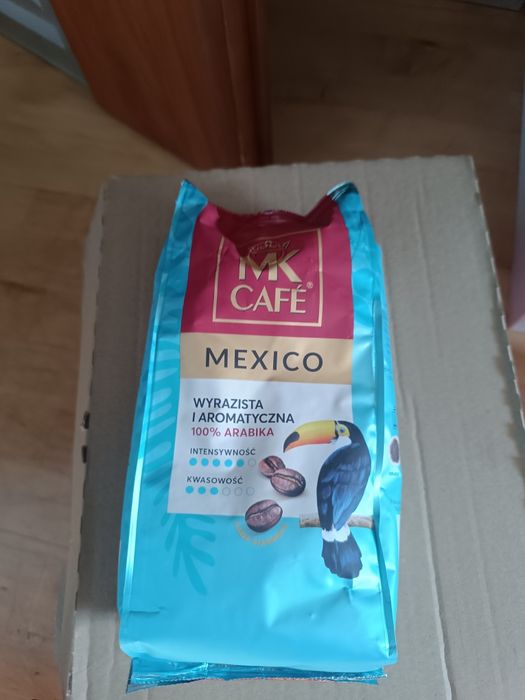 MK
CAFÉ®
MEXICO
WYRAZISTA
I AROMATYCZNA
100% ARABIKA
INTENSYWNOŚĆ
KWASOWOŚĆ